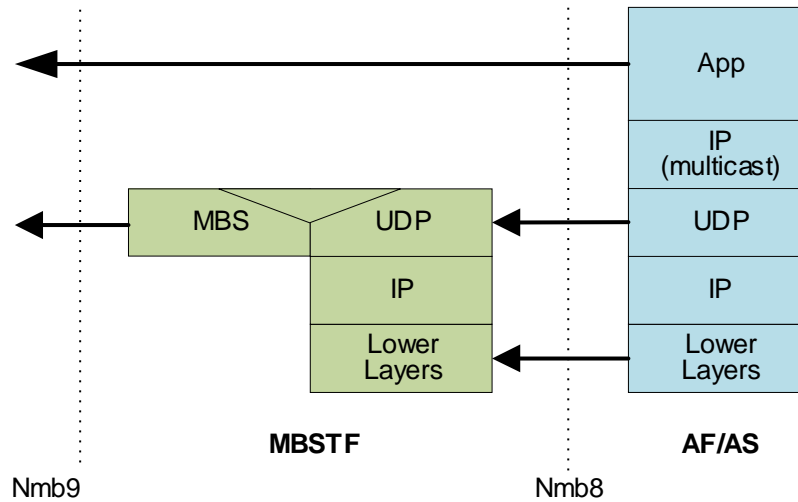 App
IP
(multicast)
MBS
UDP
UDP
IP
IP
Lower
Layers
Lower
Layers
MBSTF
AF/AS
Nmb9
Nmb8